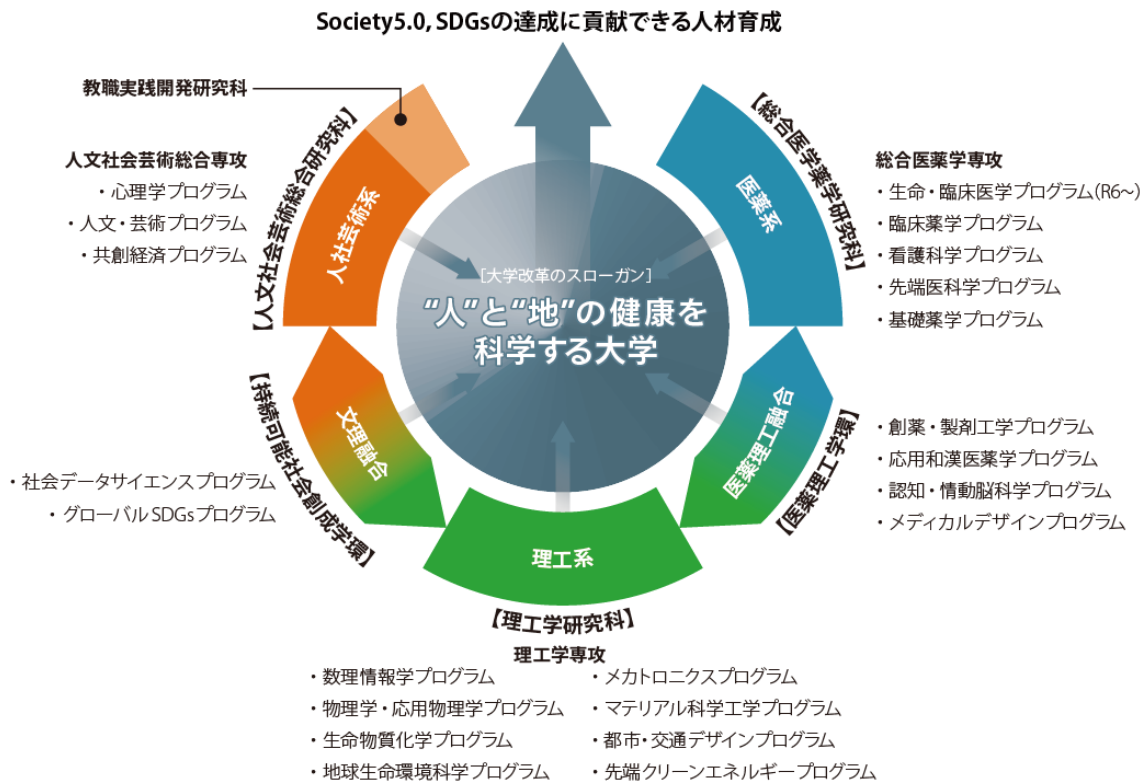 Society5.0, SDGsの達成に貢献できる人材育成
教職実践開発研究科
【人文社会芸術総合研究科】
人社芸術系
人文社会芸術総合専攻
・心理学プログラム
・人文・芸術プログラム
・共創経済プログラム
【総合医学薬学研究科】
医薬系
総合医薬学専攻
・生命・臨床医学プログラム(R6～)
・臨床薬学プログラム
・看護科学プログラム
・先端医科学プログラム
・基礎薬学プログラム
［大学改革のスローガン］
“人”と“地”の健康を
科学する大学
【持続可能社会創成学環】
文理融合
・社会データサイエンスプログラム
・グローバルSDGsプログラム
医薬理工融合
【医薬理工学環】
・創薬・製剤工学プログラム
・応用和漢医薬学プログラム
・認知・情動脳科学プログラム
・メディカルデザインプログラム
理工系
【理工学研究科】
理工学専攻
・数理情報学プログラム
・物理学・応用物理学プログラム
・生命物質化学プログラム
・地球生命環境科学プログラム
・メカトロニクスプログラム
・マテリアル科学工学プログラム
・都市・交通デザインプログラム
・先端クリーンエネルギープログラム